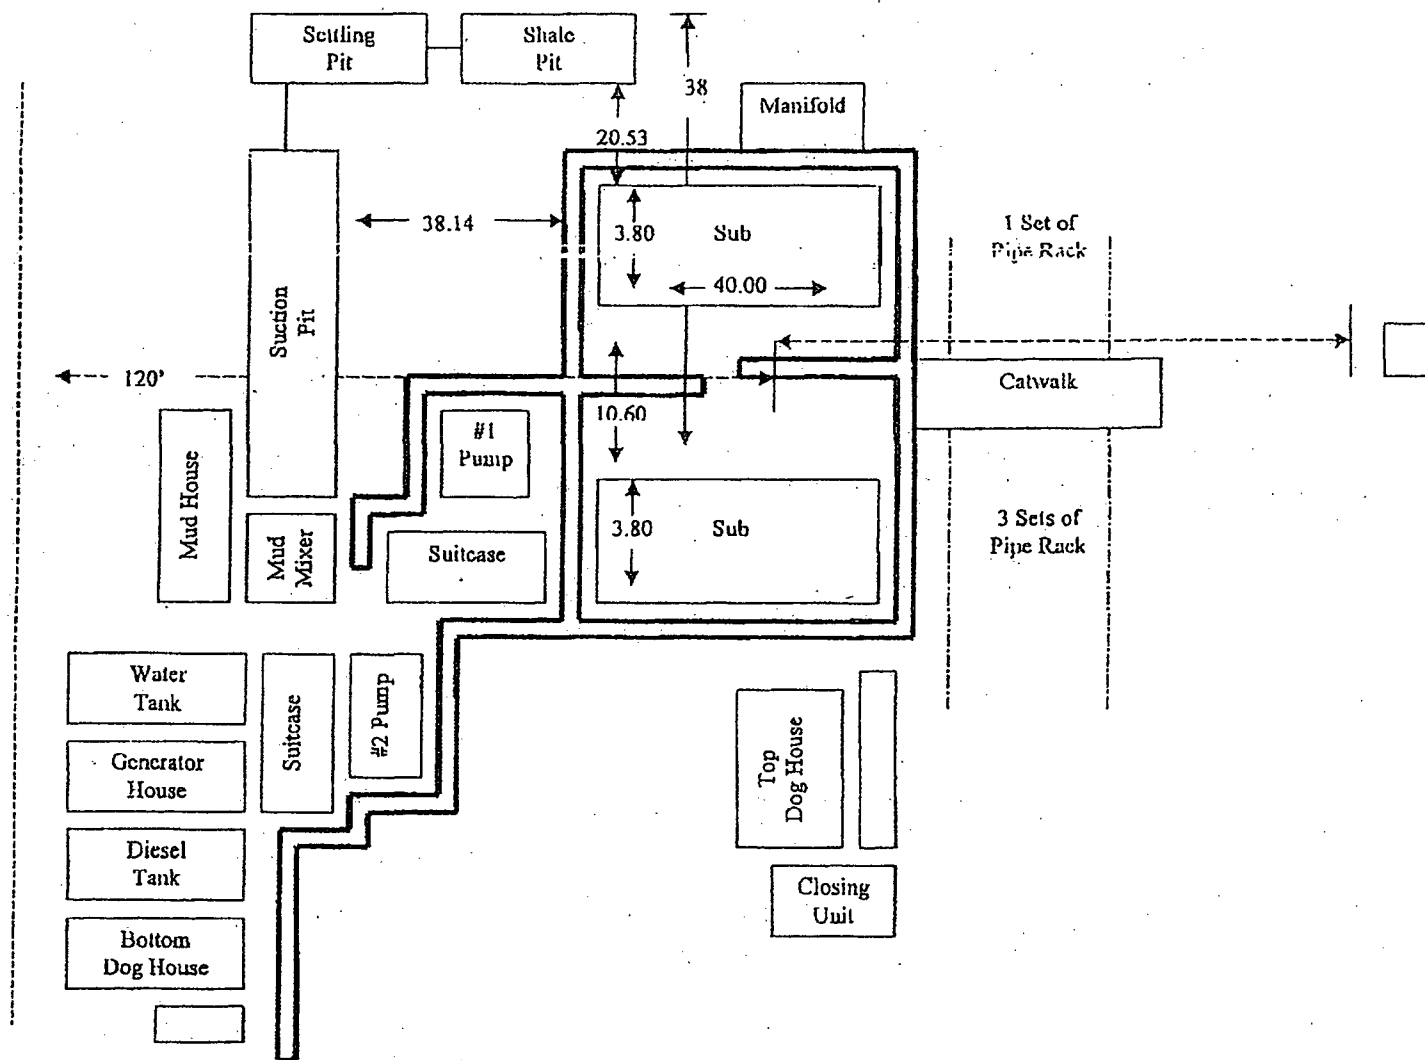 Settling
Pit
Shale
Pit
38
Manifold
20.53
38.14
3.80
Sub
40.00
1 Set of
Pipe Rack
Suction
Pit
120'
10.60
Catwalk
#1
Pump
Mud House
Mud
Mixer
Suitcase
3.80
Sub
3 Sets of
Pipe Rack
Water
Tank
Suitcase
#2 Pump
Generator
House
Top
Dog House
Diesel
Tank
Closing
Unit
Bottom
Dog House